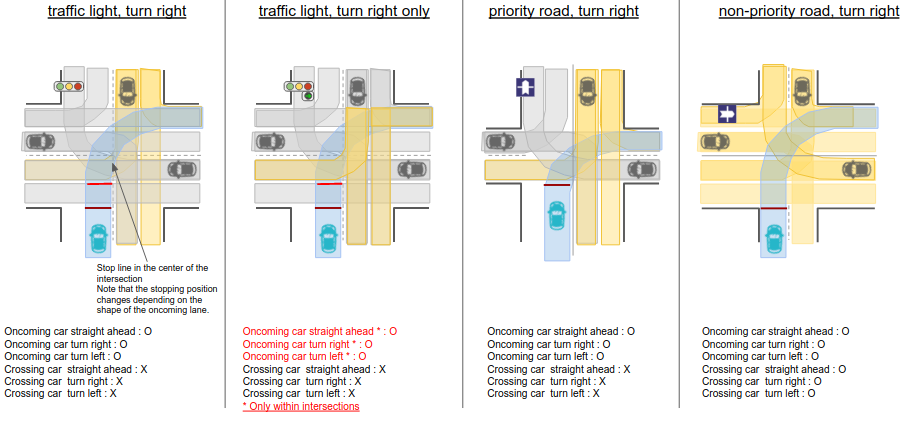 traffic light, turn right
traffic light, turn right only
priority road, turn right
non-priority road, turn right
Stop line in the center of the
intersection
Note that the stopping position
changes depending on the
shape of the oncoming lane.
Oncoming car straight ahead : O
Oncoming car turn right : O
Oncoming car turn left : O
Crossing car  straight ahead : X
Crossing car  turn right : X
Crossing car  turn left : X
Oncoming car straight ahead * : O
Oncoming car turn right * : O
Oncoming car turn left * : O
Crossing car  straight ahead : X
Crossing car  turn right : X
Crossing car  turn left : X
* Only within intersections
Oncoming car straight ahead : O
Oncoming car turn right : O
Oncoming car turn left : O
Crossing car  straight ahead : X
Crossing car  turn right : X
Crossing car  turn left : X
Oncoming car straight ahead : O
Oncoming car turn right : O
Oncoming car turn left : O
Crossing car  straight ahead : O
Crossing car  turn right : O
Crossing car  turn left : O